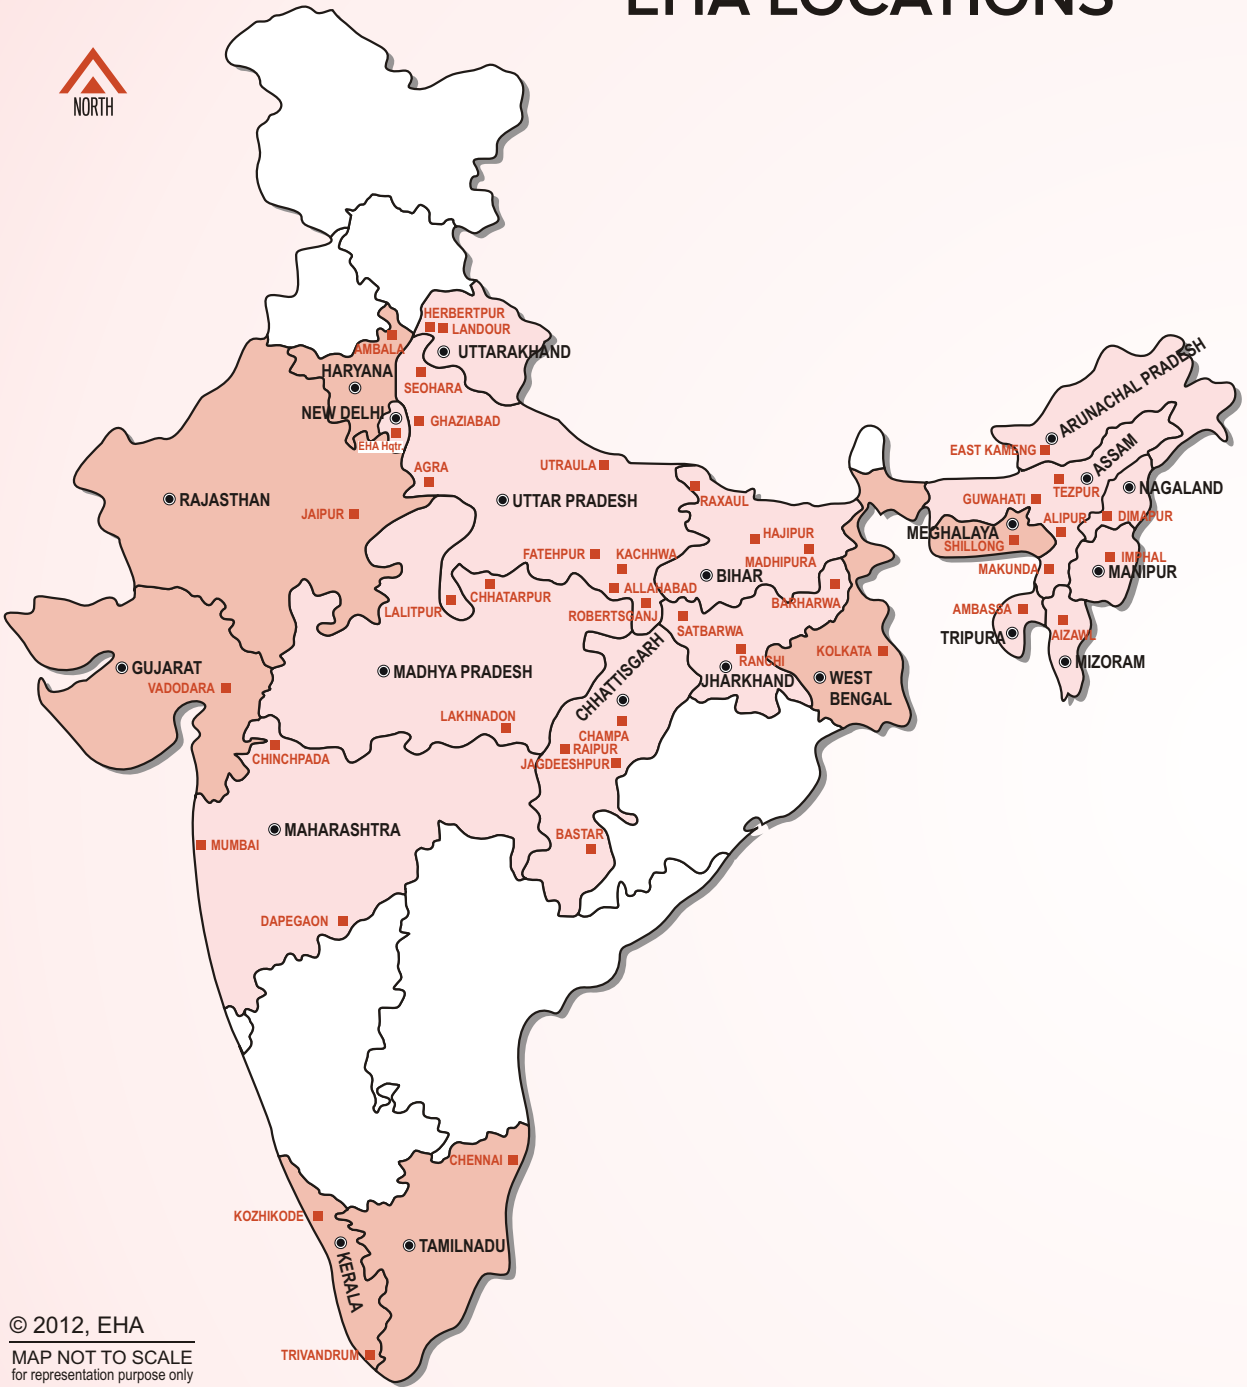 EHA LOCATIONS
NORTH
HERBERTPUR
LANDOUR
AMBALA
UTTARAKHAND
HARYANA
SEOHARA
NEW DELHI
GHAZIABAD
EHA Hqtr.
AGRA
UTRAULA
RAJASTHAN
UTTAR PRADESH
JAIPUR
RAXAUL
HAJIPUR
MADHIPURA
FATEHPUR
KACHHWA
BIHAR
ALLAHABAD
CHHATARPUR
LALITPUR
ROBERTSGANJ
BARHARWA
SATBARWA
ARUNACHAL PRADESH
EAST KAMENG
ASSAM
TEZPUR
NAGALAND
GUWAHATI
ALIPUR
DIMAPUR
MEGHALAYA
SHILLONG
IMPHAL
MAKUNDA
MANIPUR
AMBASSA
TRIPURA
AIZAWL
MIZORAM
GUJARAT
VADODARA
MADHYA PRADESH
CHHATTISGARH
RANCHI
JHARKHAND
KOLKATA
WEST
BENGAL
LAKHNADON
CHAMPA
RAIPUR
JAGDEESHPUR
CHINCHPADA
MAHARASHTRA
MUMBAI
BASTAR
DAPEGAON
CHENNAI
KOZHIKODE
TAMILNADU
KERALA
TRIVANDRUM
© 2012, EHA
MAP NOT TO SCALE
for representation purpose only